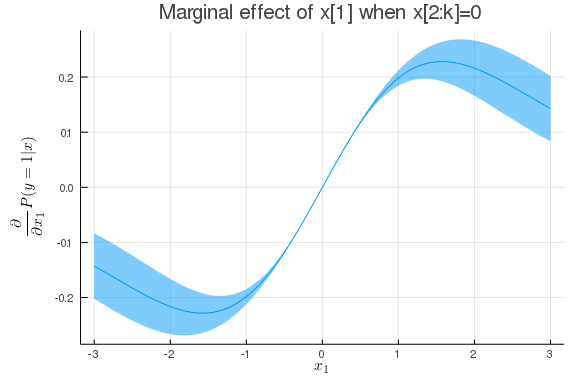 Marginal effect of x[1] when x[2:k]=0
∂/∂x₁ P(y = 1|x)
0.2
0.1
0.0
-0.1
-0.2
-3 -2 -1 0 1 2 3
x₁